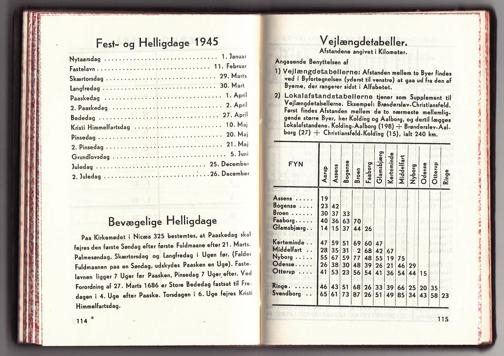 Fest- og Helligdage 1945
Nytaarsdag . . . 1. Januar
Fastelavn . . . 11. Februar
Skærtorsdag . . . 29. Marts
Langfredag . . . 30. Mart
Paaskedag . . . 1. April
2. Paaskedag . . . 2. April
Bededag . . . 27. April
Kristi Himmelfartsdag . . . 10. Maj
Pinsedag . . . 20. Maj
2. Pinsedag . . . 21. Maj
Grundlovsdag . . . 5. Juni
Juledag . . . 25. December
2. Juledag . . . 26. December
Bevægelige Helligdage
Paa Kirkemødet i Nicæa 325 bestemtes, at Paaskedag skal
fejres den første Søndag efter første Fuldmaane efter 21. Marts.
Palmesøndag, Skærtorsdag og Langfredag i Ugen før. (Falder
Fuldmaanen paa en Søndag, udskydes Paasken en Uge). Faste-
lavnen ligger 7 Uger før Paasken, Pinsedag 7 Uger efter. Ved
Forordning af 27. Marts 1686 er Store Bededag fastsat til Fre-
dagen i 4. Uge efter Paaske. Torsdagen i 6. Uge fejres Kristi
Himmelfartsdag.
114 *
Vejlængdetabeller.
Afstandene angivet i Kilometer.
Angaaende Benyttelsen af
1) Vejlængdetabellerne: Afstanden mellem to Byer findes
ved i Byfortegnelsen (yderst til venstre) at gaa ud fra den af
Byerne, der rangerer sidst i Alfabetet.
2) Lokalafstandstabellerne tjener som Supplement til
Vejlængdetabellerne. Eksempel: Brønderslev-Christiansfeld.
Først findes Afstanden mellem de to nærmeste mellemlig-
gende større Byer, her Kolding og Aalborg, og dertil lægges
Lokalafstandene. Kolding-Aalborg (198) + Brønderslev-Aal-
borg (27) + Christiansfeld-Kolding (15), ialt 240 km.
FYN Aarup Assens Bogense Broen Faaborg Glamsbjerg Kerteminde Middelfart Nyborg Odense Otterup Ringe
Assens . . . 19
Bogense . . . 23 42
Broen . . . 30 37 33
Faaborg . . . 40 36 63 70
Glamsbjærg . . . 14 15 37 44 26
Kerteminde . . . 47 59 51 69 60 47
Middelfart . . . 28 35 31 2 68 42 67
Nyborg . . . 55 67 59 77 48 55 19 75
Odense . . . 26 38 30 48 39 26 21 46 29
Otterup . . . 41 53 23 56 54 41 36 54 44 15
Ringe . . . 46 43 51 68 26 33 39 66 25 20 35
Svendborg . . . 65 61 73 87 26 51 49 85 34 43 58 23
115